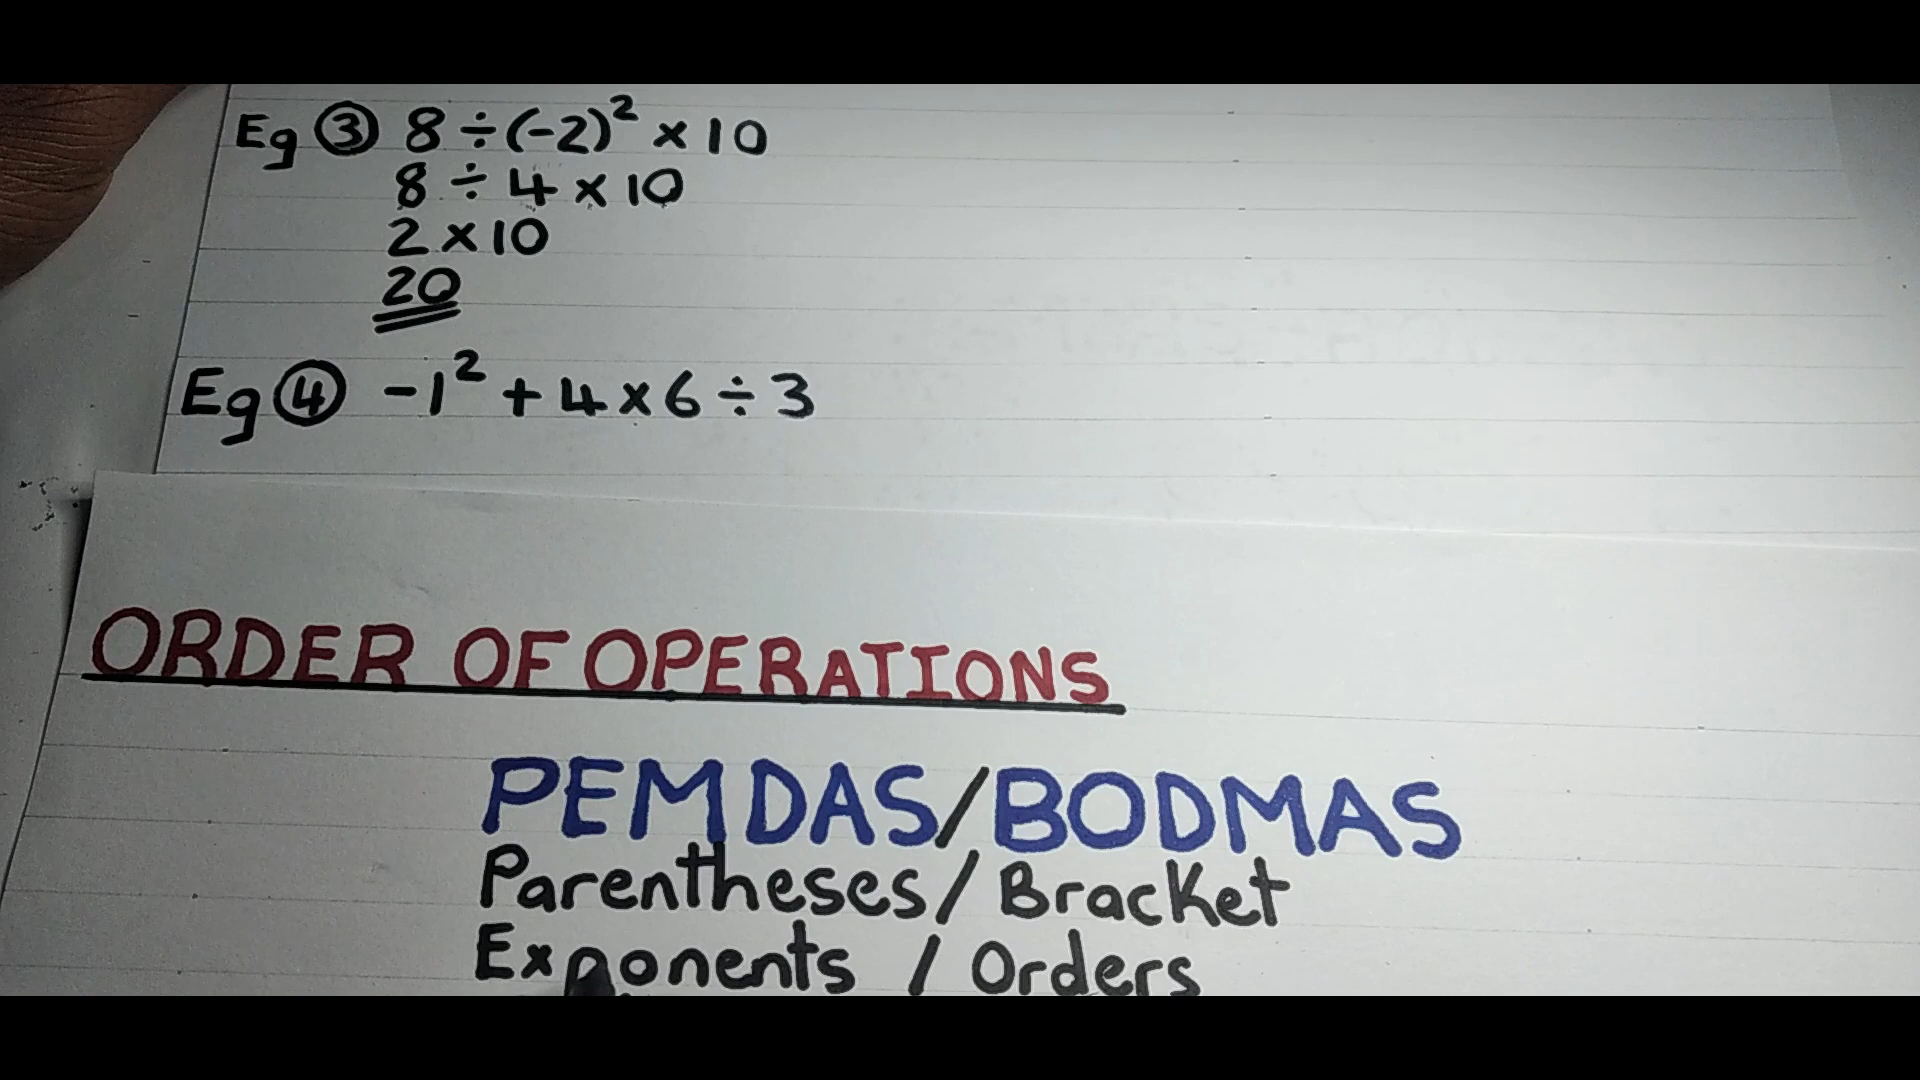 Eg ③ 8 ÷ (-2)² × 10
8 ÷ 4 × 10
2 × 10
20
Eg ④ -1² + 4 × 6 ÷ 3
ORDER OF OPERATIONS
PEMDAS/BODMAS
Parentheses/Bracket
Exponents / Orders